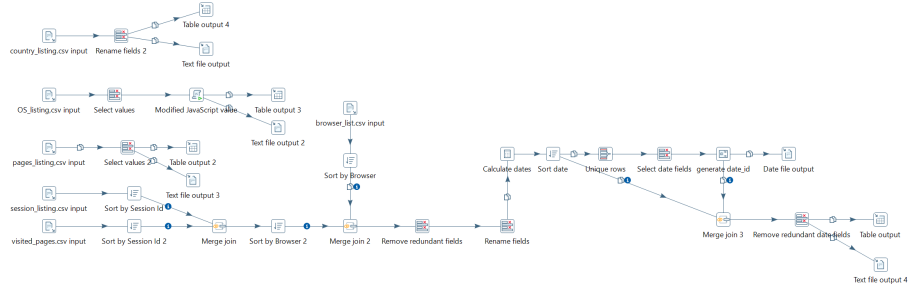 Table output 4
country_listing.csv input
Rename fields 2
Text file output
OS_listing.csv input
Select values
Modified JavaScript value
Table output 3
browser_list.csv input
Text file output 2
pages_listing.csv input
Select values 2
Table output 2
Sort by Browser
Calculate dates
Sort date
Unique rows
Select date fields
generate date_id
Date file output
Text file output 3
session_listing.csv input
Sort by Session Id
visited_pages.csv input
Sort by Session Id 2
Merge join
Sort by Browser 2
Merge join 2
Remove redundant fields
Rename fields
Merge join 3
Remove redundant date fields
Table output
Text file output 4